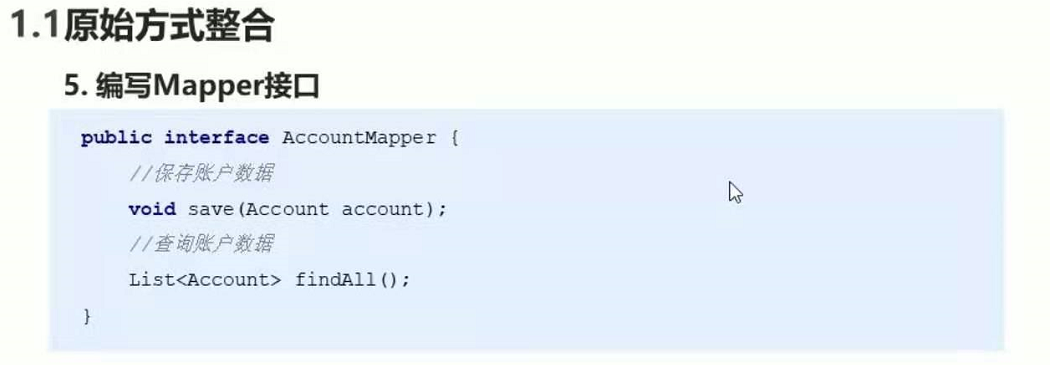 1.1原始方式整合
5. 编写Mapper接口
public interface AccountMapper {
//保存账户数据
void save(Account account);
//查询账户数据
List<Account> findAll();
}